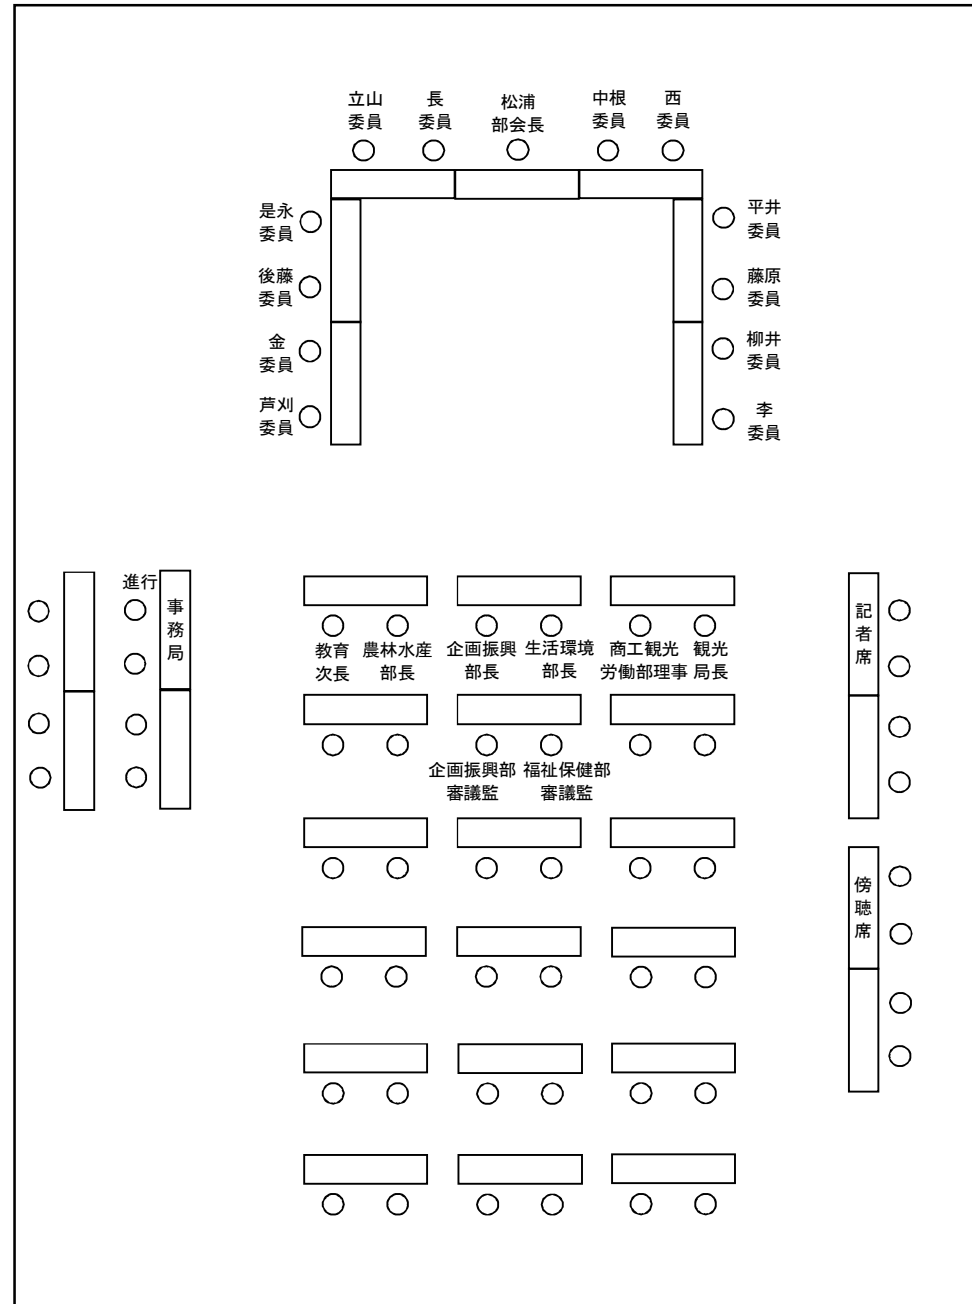 立山
委員
長
委員
松浦
部会長
中根
委員
西
委員
是永
委員
平井
委員
後藤
委員
藤原
委員
金
委員
柳井
委員
芦刈
委員
李
委員
進行
事務局
教育
次長
農林水産
部長
企画振興
部長
生活環境
部長
商工観光
労働部理事
観光
局長
記者席
企画振興部
審議監
福祉保健部
審議監
傍聴席